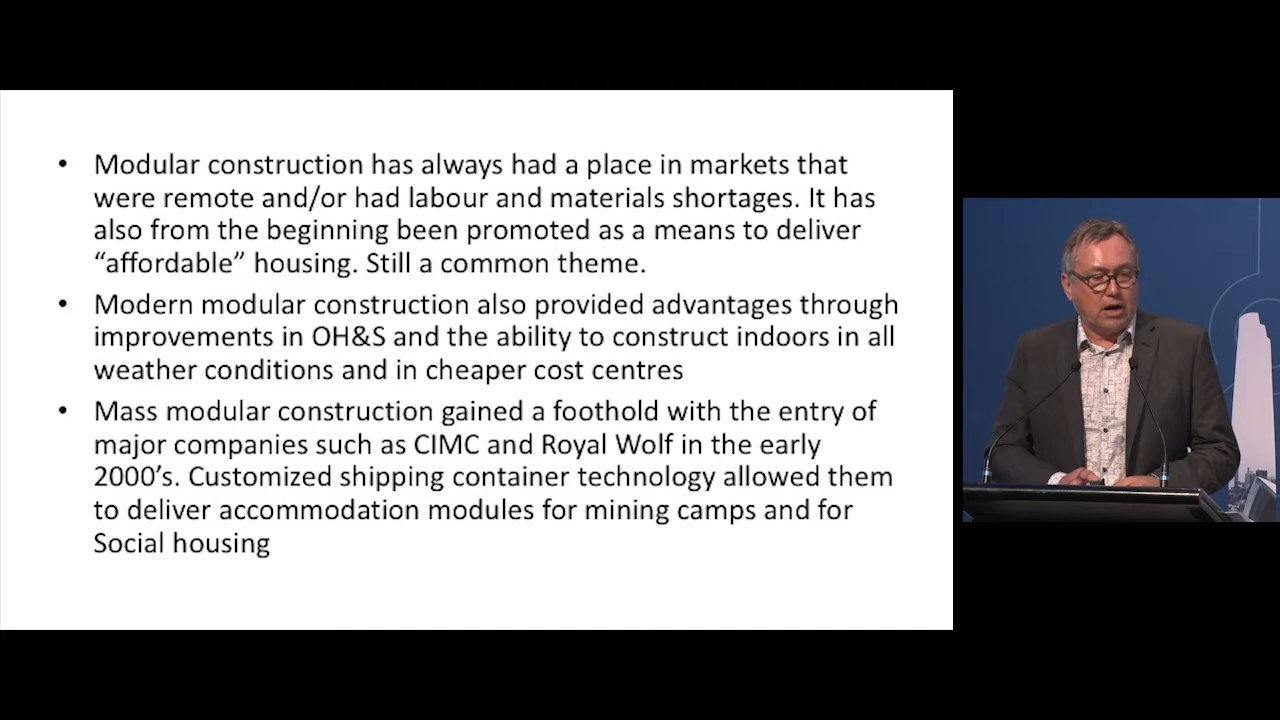 • Modular construction has always had a place in markets that
were remote and/or had labour and materials shortages. It has
also from the beginning been promoted as a means to deliver
“affordable” housing. Still a common theme.
• Modern modular construction also provided advantages through
improvements in OH&S and the ability to construct indoors in all
weather conditions and in cheaper cost centres
• Mass modular construction gained a foothold with the entry of
major companies such as CIMC and Royal Wolf in the early
2000’s. Customized shipping container technology allowed them
to deliver accommodation modules for mining camps and for
Social housing